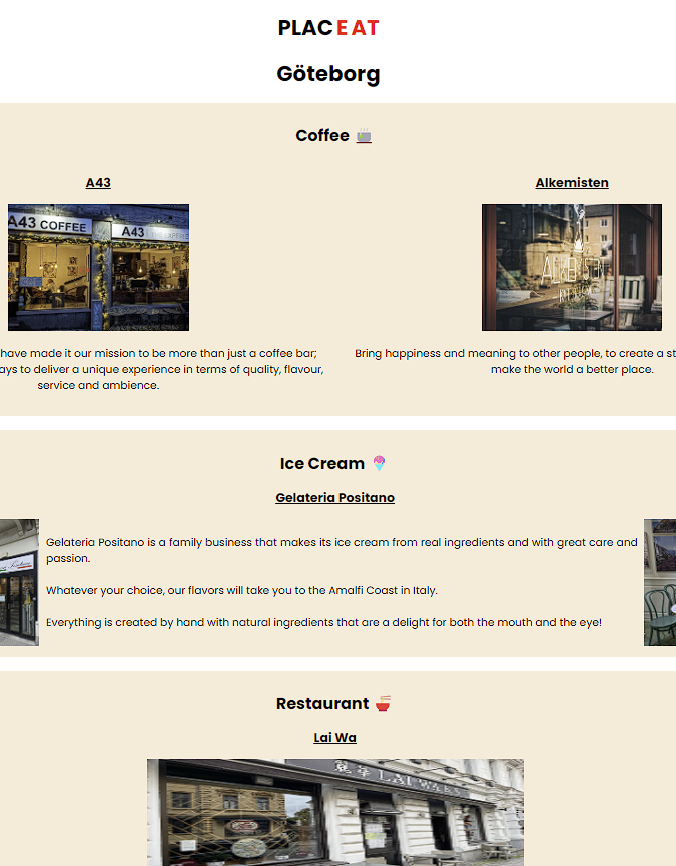 PLACEAT
Göteborg
Coffee
A43
A43 COFFEE
A43
have made it our mission to be more than just a coffee bar;
ays to deliver a unique experience in terms of quality, flavour,
service and ambience.
Alkemisten
Bring happiness and meaning to other people, to create a st
make the world a better place.
Ice Cream
Gelateria Positano
Gelateria Positano is a family business that makes its ice cream from real ingredients and with great care and
passion.
Whatever your choice, our flavors will take you to the Amalfi Coast in Italy.
Everything is created by hand with natural ingredients that are a delight for both the mouth and the eye!
Restaurant
Lai Wa
LAI WA